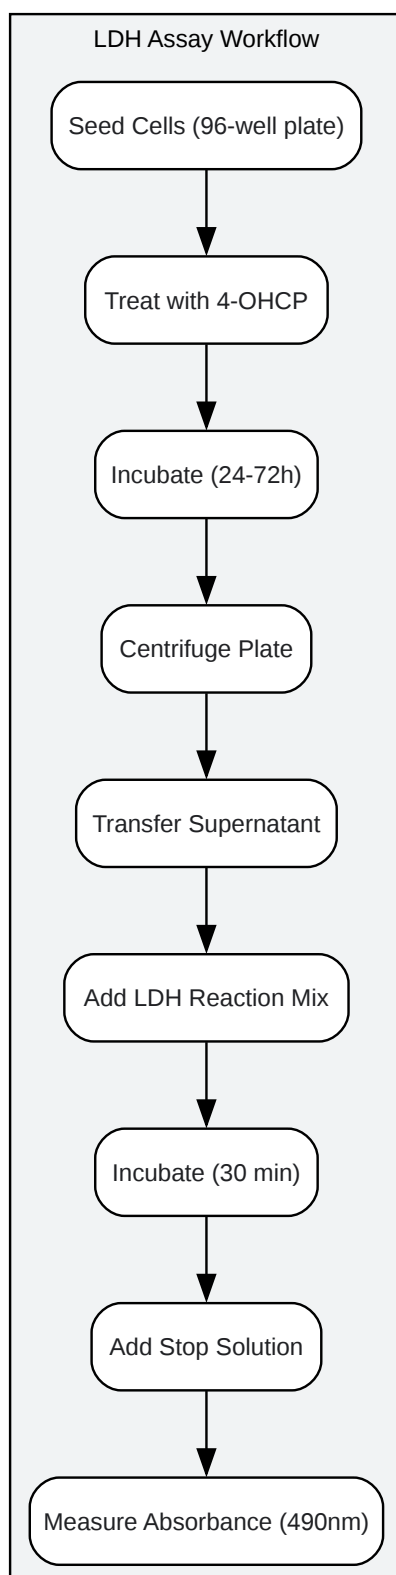 LDH Assay Workflow
Seed Cells (96-well plate)
Treat with 4-OHCP
Incubate (24-72h)
Centrifuge Plate
Transfer Supernatant
Add LDH Reaction Mix
Incubate (30 min)
Add Stop Solution
Measure Absorbance (490nm)